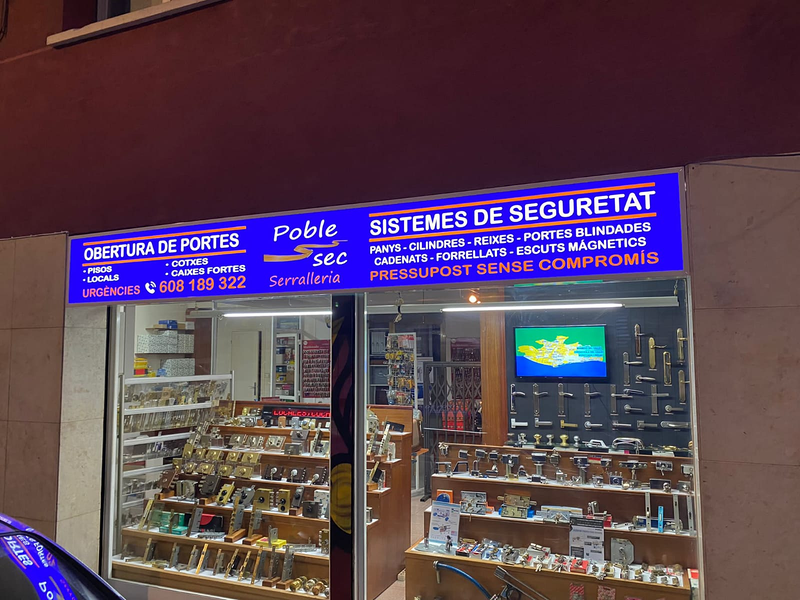 OBERTURA DE PORTES
- PISOS
- LOCALS
- COTXES
- CAIXES FORTES
URGÈNCIES 608 189 322
Poble
sec
Serralleria
SISTEMES DE SEGURETAT
PANYS - CILINDRES - REIXES - PORTES BLINDADES
CADENATS - FORRELLATS - ESCUTS MÁGNETICS
PRESSUPOST SENSE COMPROMÍS